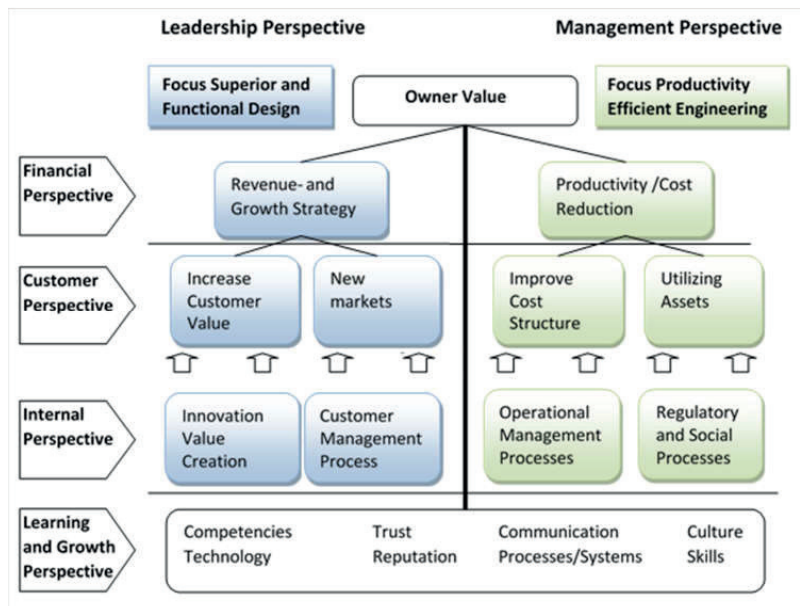 Leadership Perspective
Management Perspective
Focus Superior and
Functional Design
Owner Value
Focus Productivity
Efficient Engineering
Financial
Perspective
Revenue- and
Growth Strategy
Productivity /Cost
Reduction
Customer
Perspective
Increase
Customer
Value
New
markets
Improve
Cost
Structure
Utilizing
Assets
Internal
Perspective
Innovation
Value
Creation
Customer
Management
Process
Operational
Management
Processes
Regulatory
and Social
Processes
Learning
and Growth
Perspective
Competencies
Technology
Trust
Reputation
Communication
Processes/Systems
Culture
Skills